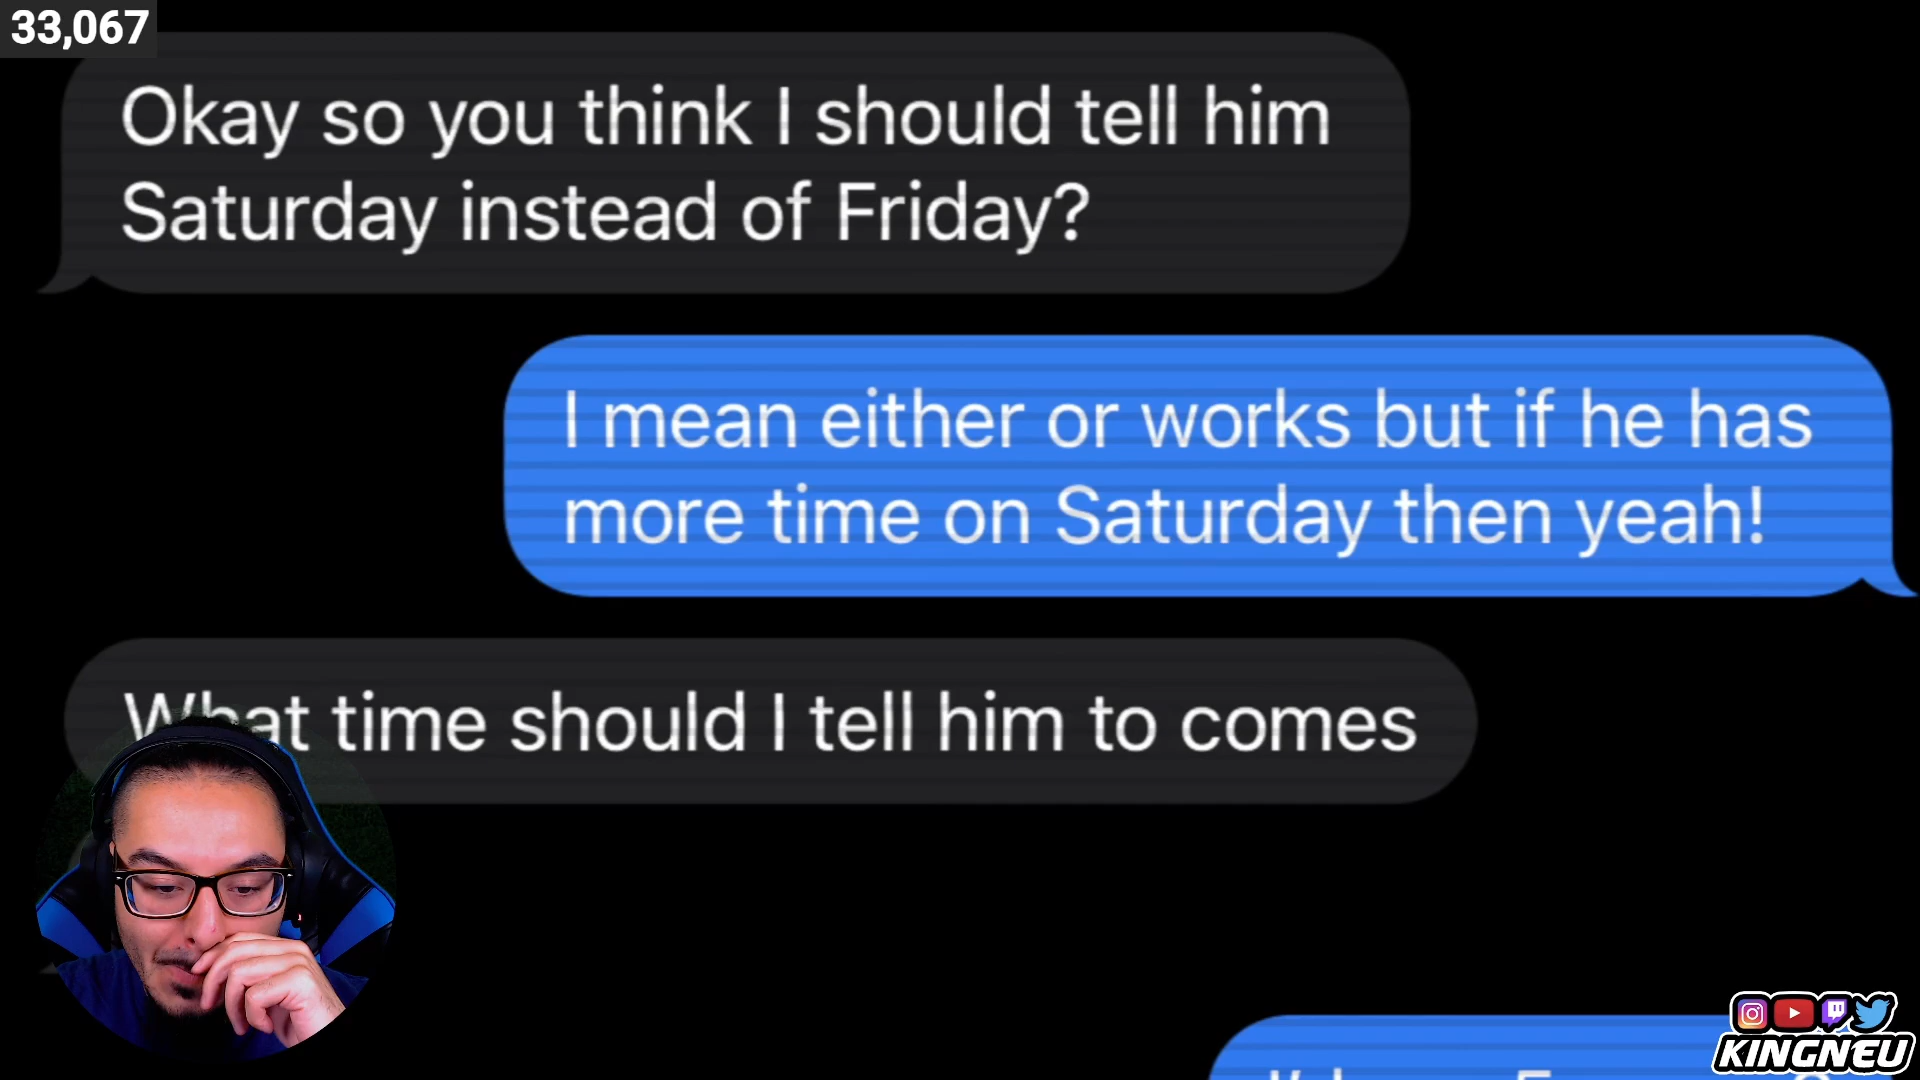 33,067
Okay so you think I should tell him
Saturday instead of Friday?
I mean either or works but if he has
more time on Saturday then yeah!
What time should I tell him to comes
KINGNEU